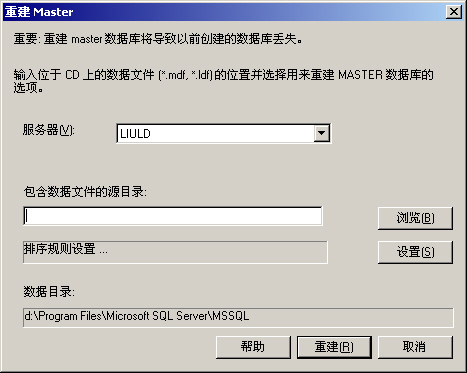 重建 Master
重要: 重建 master 数据库将导致以前创建的数据库丢失。
输入位于 CD 上的数据文件 (*.mdf, *.ldf) 的位置并选择用来重建 MASTER 数据库的
选项。
服务器(V):
LIULD
包含数据文件的源目录:
浏览(B)
排序规则设置 ...
设置(S)
数据目录:
d:\Program Files\Microsoft SQL Server\MSSQL
帮助
重建(R)
取消